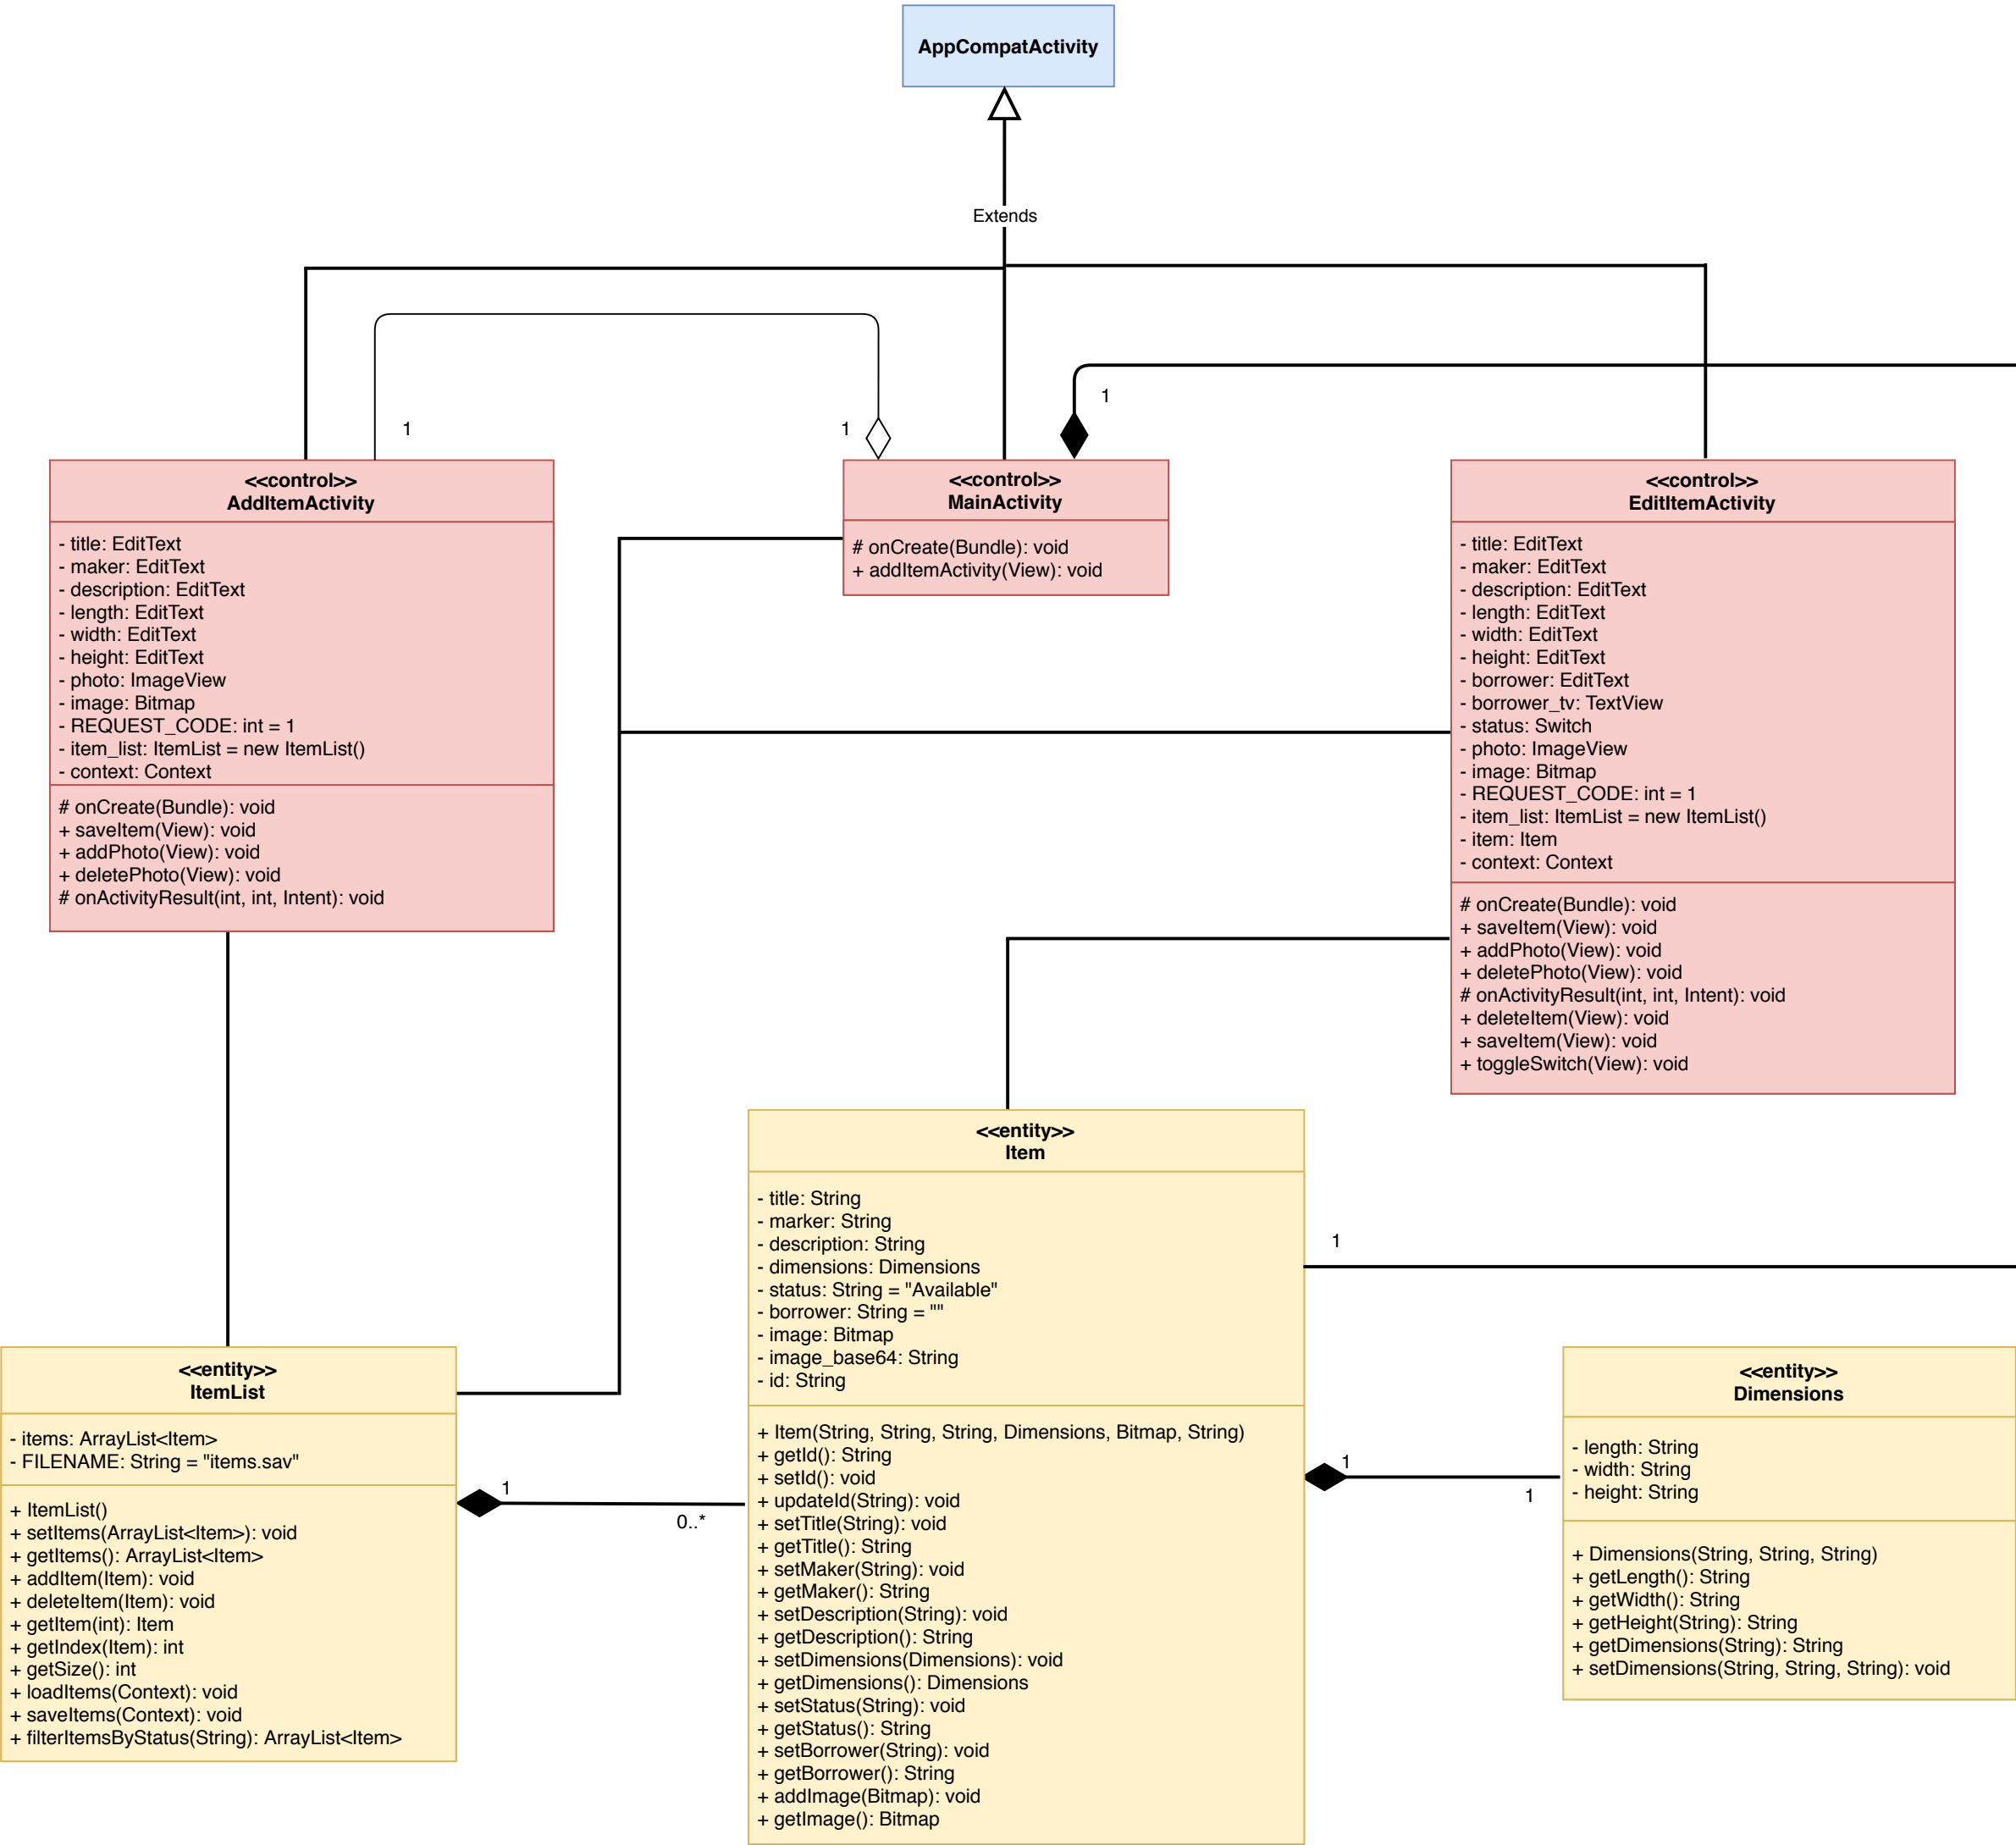 AppCompatActivity
Extends
1
1
1
<<control>>
AddItemActivity
- title: EditText
- maker: EditText
- description: EditText
- length: EditText
- width: EditText
- height: EditText
- photo: ImageView
- image: Bitmap
- REQUEST_CODE: int = 1
- item_list: ItemList = new ItemList()
- context: Context
# onCreate(Bundle): void
+ saveItem(View): void
+ addPhoto(View): void
+ deletePhoto(View): void
# onActivityResult(int, int, Intent): void
<<control>>
MainActivity
# onCreate(Bundle): void
+ addItemActivity(View): void
<<control>>
EditItemActivity
- title: EditText
- maker: EditText
- description: EditText
- length: EditText
- width: EditText
- height: EditText
- borrower: EditText
- borrower_tv: TextView
- status: Switch
- photo: ImageView
- image: Bitmap
- REQUEST_CODE: int = 1
- item_list: ItemList = new ItemList()
- item: Item
- context: Context
# onCreate(Bundle): void
+ saveItem(View): void
+ addPhoto(View): void
+ deletePhoto(View): void
# onActivityResult(int, int, Intent): void
+ deleteItem(View): void
+ saveItem(View): void
+ toggleSwitch(View): void
<<entity>>
ItemList
- items: ArrayList<Item>
- FILENAME: String = "items.sav"
+ ItemList()
+ setItems(ArrayList<Item>): void
+ getItems(): ArrayList<Item>
+ addItem(Item): void
+ deleteItem(Item): void
+ getItem(int): Item
+ getIndex(Item): int
+ getSize(): int
+ loadItems(Context): void
+ saveItems(Context): void
+ filterItemsByStatus(String): ArrayList<Item>
1
0..*
<<entity>>
Item
- title: String
- marker: String
- description: String
- dimensions: Dimensions
- status: String = "Available"
- borrower: String = ""
- image: Bitmap
- image_base64: String
- id: String
+ Item(String, String, String, Dimensions, Bitmap, String)
+ getId(): String
+ setId(): void
+ updateId(String): void
+ setTitle(String): void
+ getTitle(): String
+ setMaker(String): void
+ getMaker(): String
+ setDescription(String): void
+ getDescription(): String
+ setDimensions(Dimensions): void
+ getDimensions(): Dimensions
+ setStatus(String): void
+ getStatus(): String
+ setBorrower(String): void
+ getBorrower(): String
+ addImage(Bitmap): void
+ getImage(): Bitmap
1
1
1
<<entity>>
Dimensions
- length: String
- width: String
- height: String
+ Dimensions(String, String, String)
+ getLength(): String
+ getWidth(): String
+ getHeight(String): String
+ getDimensions(String): String
+ setDimensions(String, String, String): void